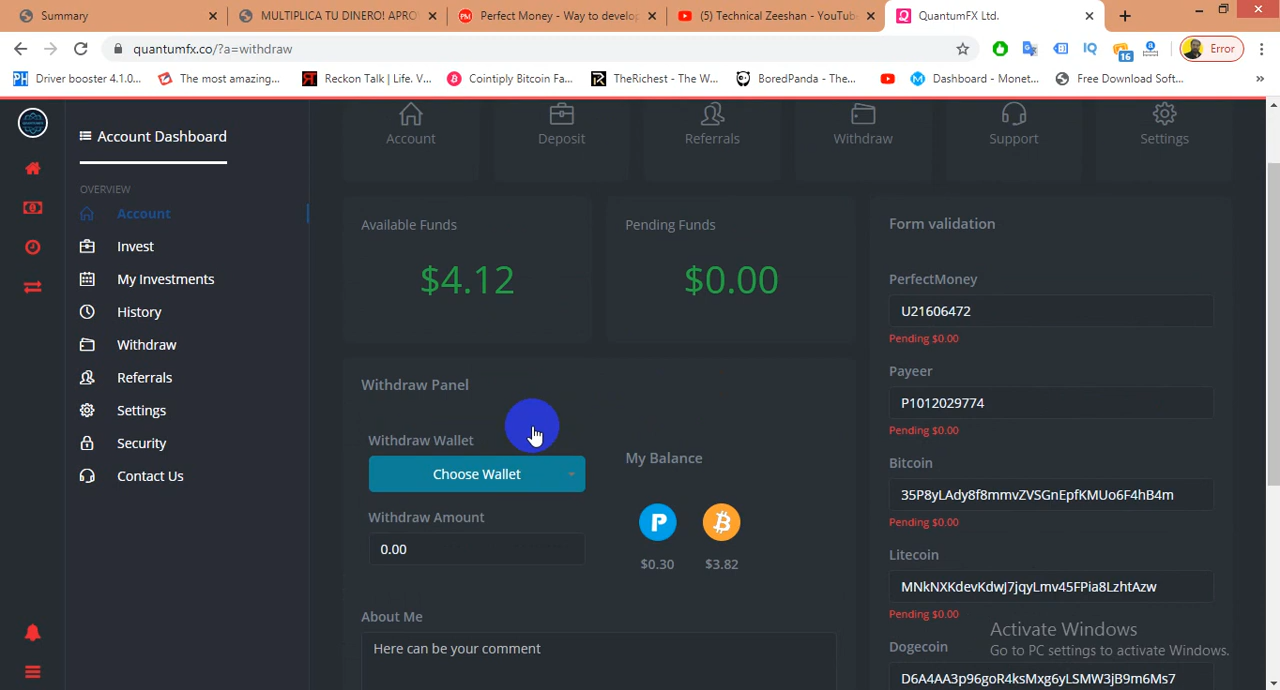 Summary
MULTIPLICA TU DINERO! APRO
Perfect Money - Way to develop
(5) Technical Zeeshan - YouTube
QuantumFX Ltd.
quantumfx.co/?a=withdraw
16
Error
Driver booster 4.1.0...
The most amazing...
Reckon Talk | Life. V...
Cointiply Bitcoin Fa...
TheRichest - The W...
BoredPanda - The...
Dashboard - Monet...
Free Download Soft...
Account Dashboard
OVERVIEW
Account
Invest
My Investments
History
Withdraw
Referrals
Settings
Security
Contact Us
Account
Deposit
Referrals
Withdraw
Support
Settings
Available Funds
$4.12
Pending Funds
$0.00
Withdraw Panel
Withdraw Wallet
Choose Wallet
Withdraw Amount
0.00
My Balance
$0.30
$3.82
About Me
Here can be your comment
Form validation
PerfectMoney
U21606472
Pending $0.00
Payeer
P1012029774
Pending $0.00
Bitcoin
35P8yLAdy8f8mmvZVSGnEpfKMUo6F4hB4m
Pending $0.00
Litecoin
MNkNXKdevKdwJ7jqyLmv45FPia8LzhtAzw
Pending $0.00
Dogecoin
D6A4AA3p96goR4ksMxg6yLSMW3jB9m6Ms7
Activate Windows
Go to PC settings to activate Windows.